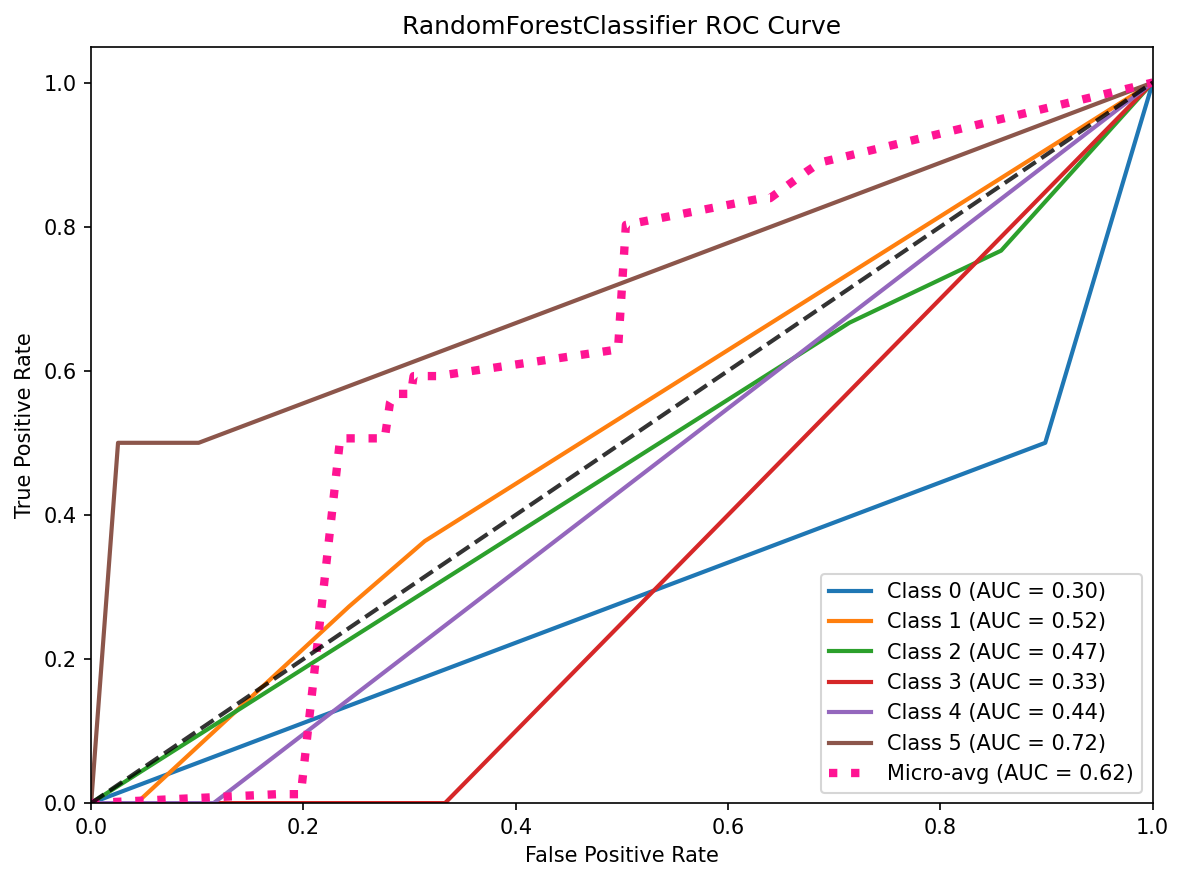 RandomForestClassifier ROC Curve
True Positive Rate
1.0
0.8
0.6
0.4
0.2
0.0
0.0 0.2 0.4 0.6 0.8 1.0
False Positive Rate
Class 0 (AUC = 0.30)
Class 1 (AUC = 0.52)
Class 2 (AUC = 0.47)
Class 3 (AUC = 0.33)
Class 4 (AUC = 0.44)
Class 5 (AUC = 0.72)
Micro-avg (AUC = 0.62)